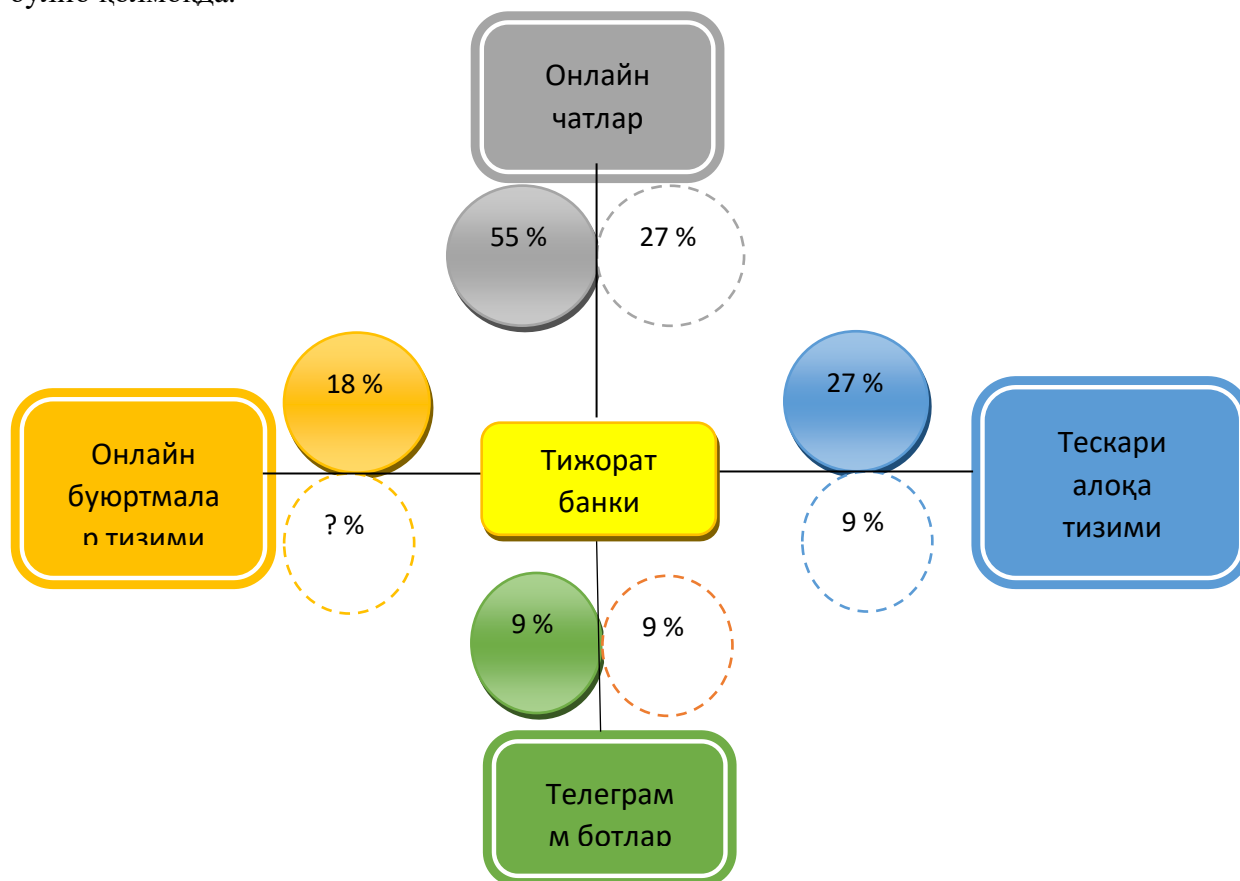 Онлайн
чатлар
55 %
27 %
18 %
27 %
Онлайн
буюртмала
р тизими
? %
Тижорат
банки
Тескари
алоқа
тизими
9 %
9 %
9 %
Телеграм
м ботлар